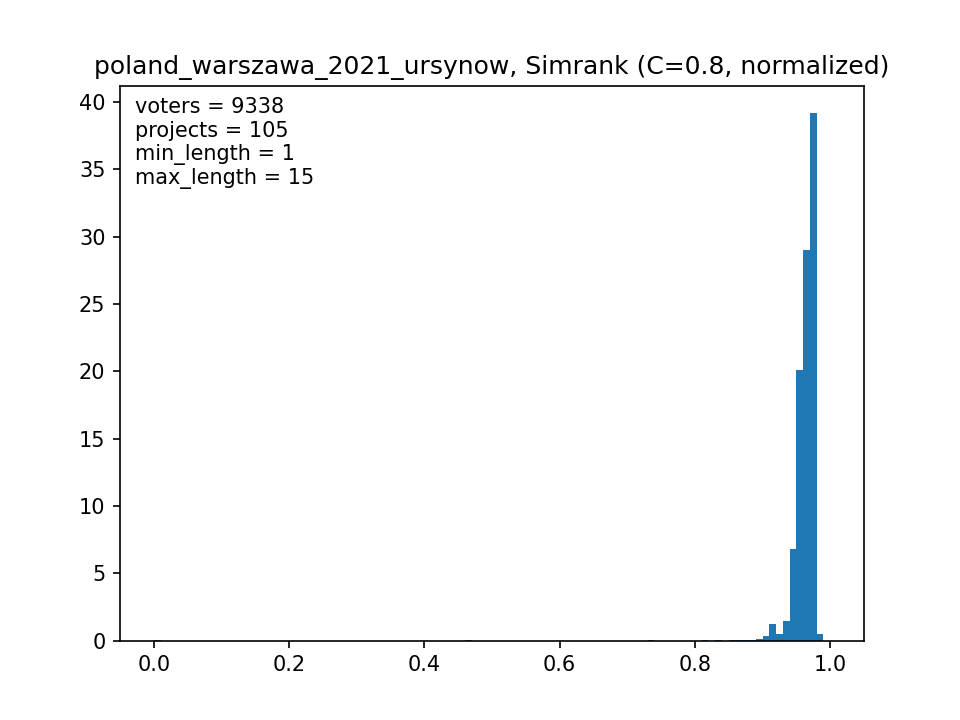 poland_warszawa_2021_ursynow, Simrank (C=0.8, normalized)
voters = 9338
projects = 105
min_length = 1
max_length = 15
40
35
30
25
20
15
10
5
0
0.0 0.2 0.4 0.6 0.8 1.0